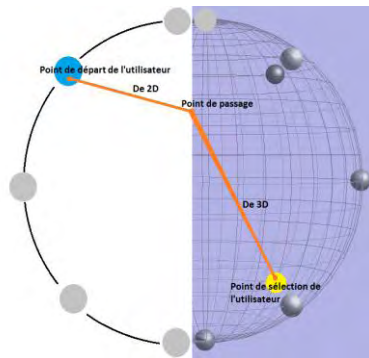 Point de départ de l'utilisateur
De 2D
Point de passage
De 3D
Point de sélection de
l'utilisateur